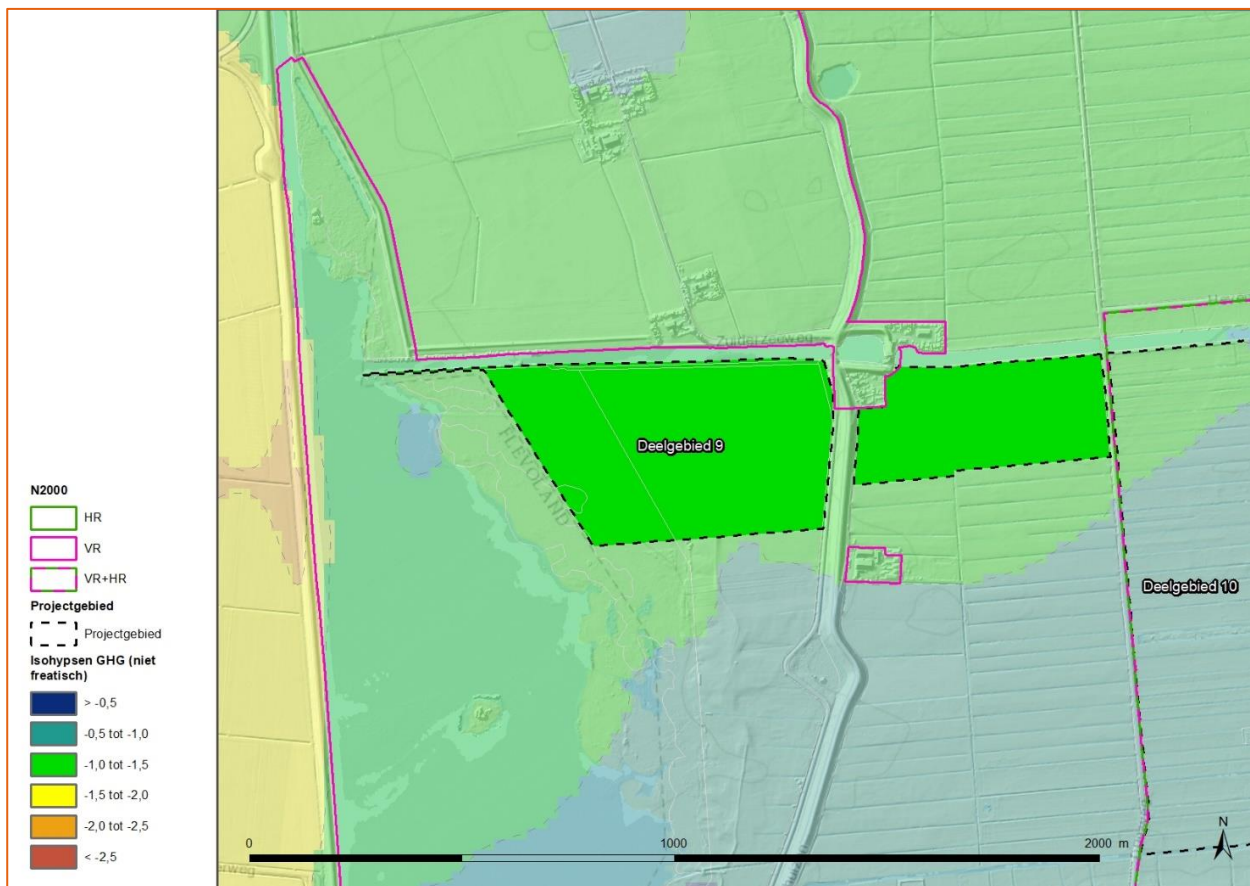 N2000
HR
VR
VR+HR
Projectgebied
Projectgebied
Isohypsen GHG (niet
freatisch)
> -0,5
-0,5 tot -1,0
-1,0 tot -1,5
-1,5 tot -2,0
-2,0 tot -2,5
< -2,5
Zuiderzeeweg
Deelgebied 9
FLEVOLAND
Deelgebied 10
0
1000
2000 m
N